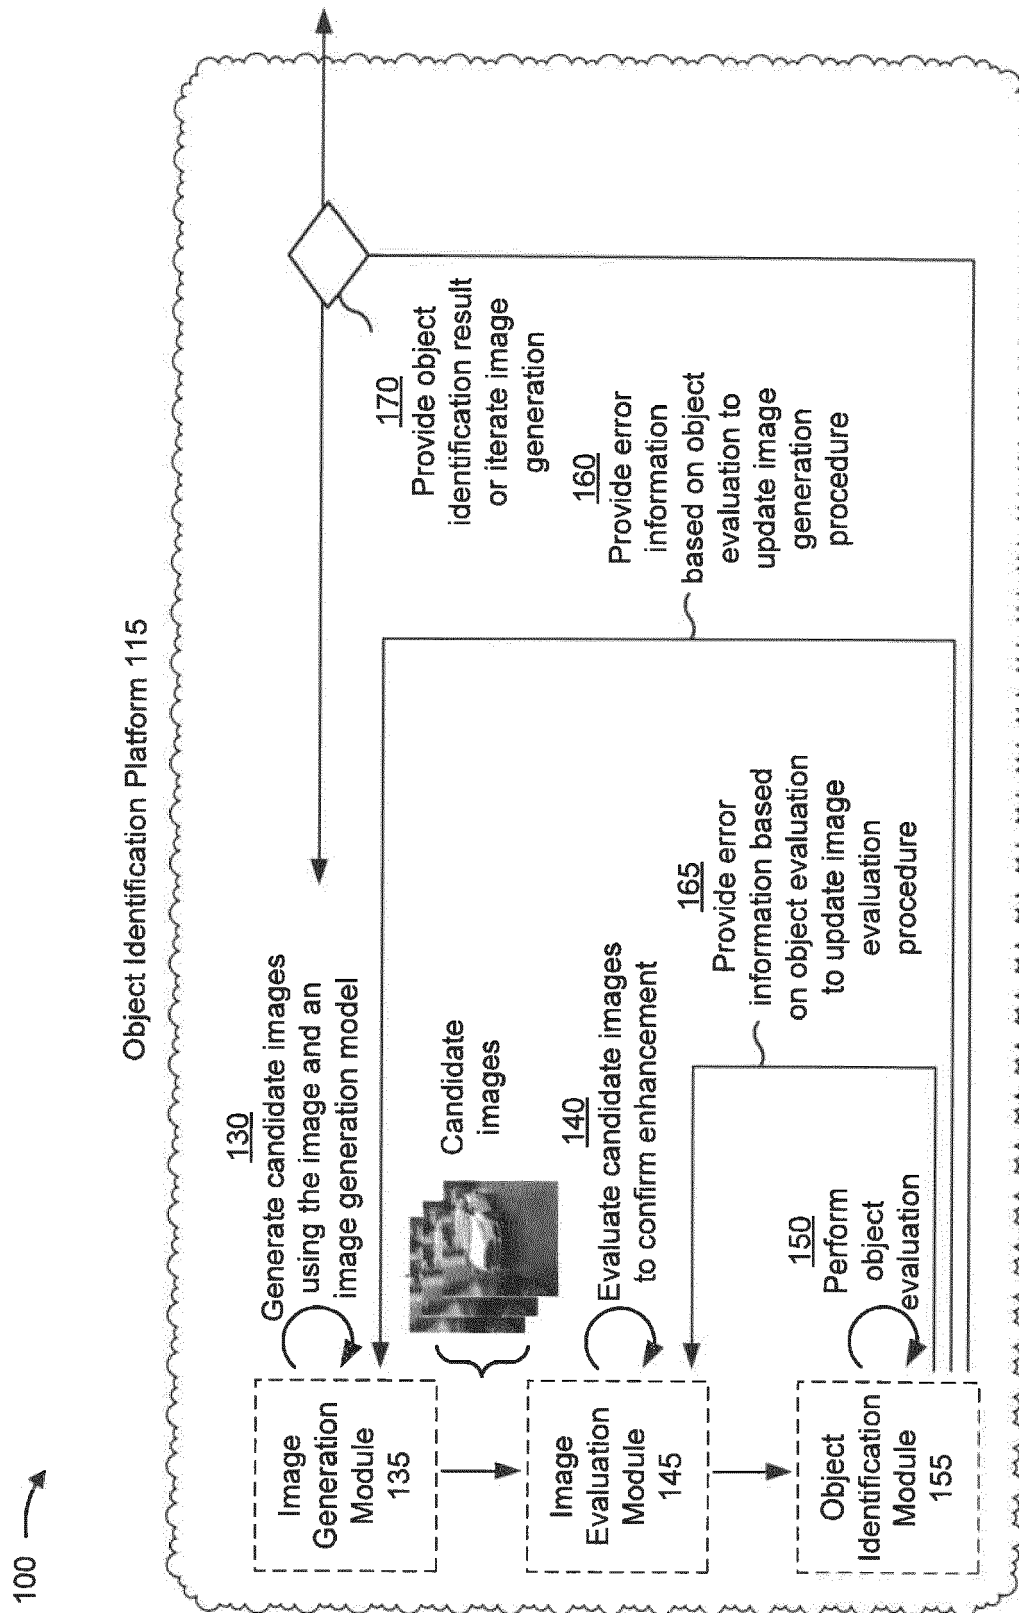 100
Object Identification Platform 115
Image
Generation
Module
135
130
Generate candidate images
using the image and an
image generation model
Candidate
images
Image
Evaluation
Module
145
140
Evaluate candidate images
to confirm enhancement
Object
Identification
Module
155
150
Perform
object
evaluation
165
Provide error
information based
on object evaluation
to update image
evaluation
procedure
160
Provide error
information
based on object
evaluation to
update image
generation
procedure
170
Provide object
identification result
or iterate image
generation